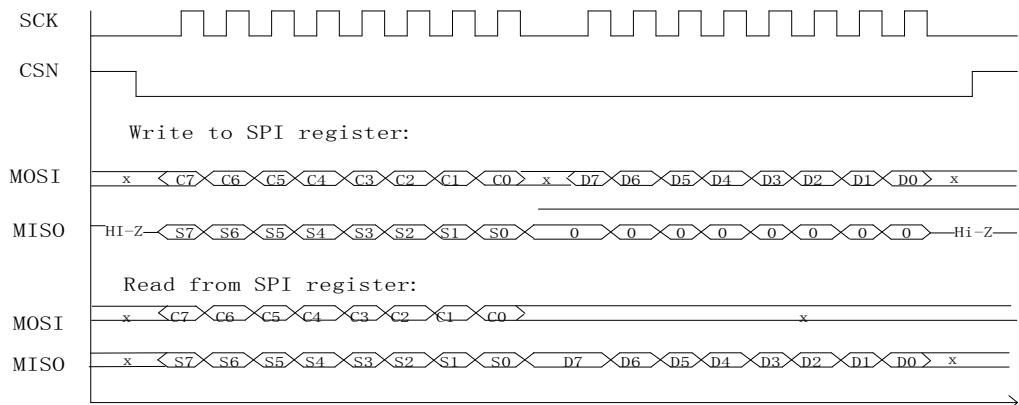 SCK
CSN
Write to SPI register:
MOSI x C7 C6 C5 C4 C3 C2 C1 C0 x D7 D6 D5 D4 D3 D2 D1 D0 x
MISO HI-Z S7 S6 S5 S4 S3 S2 S1 S0 0 0 0 0 0 0 0 0 Hi-Z
Read from SPI register:
MOSI x C7 C6 C5 C4 C3 C2 C1 C0 x
MISO x S7 S6 S5 S4 S3 S2 S1 S0 D7 D6 D5 D4 D3 D2 D1 D0 x